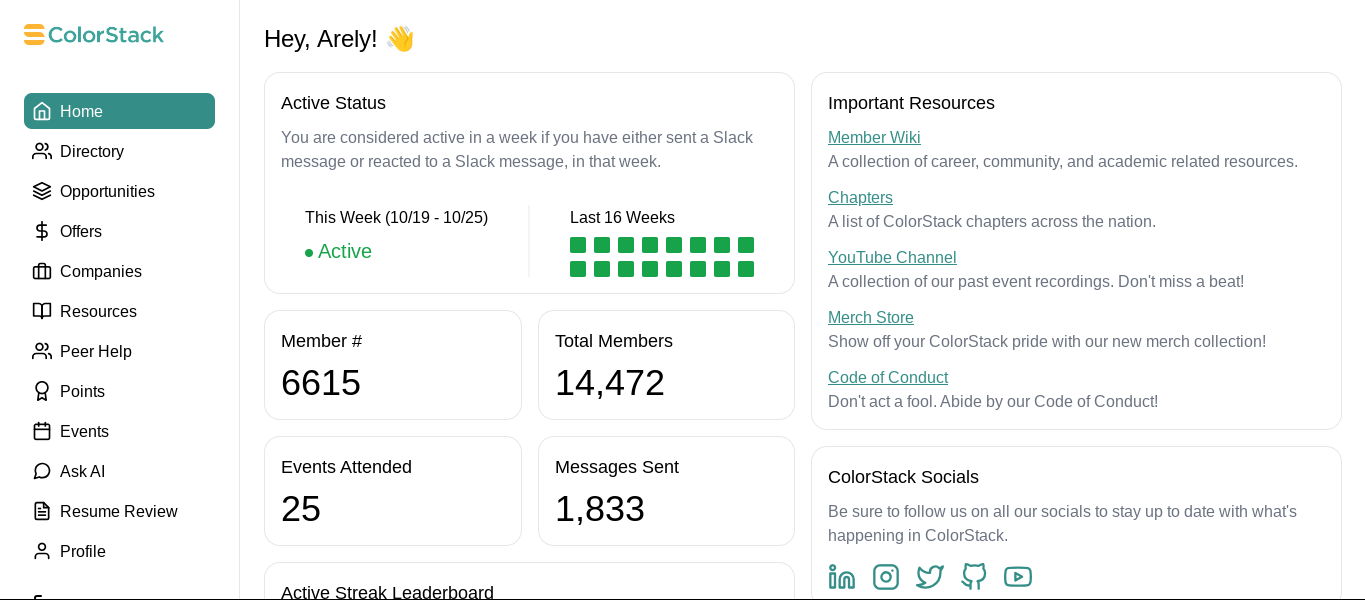 ColorStack
Home
Directory
Opportunities
Offers
Companies
Resources
Peer Help
Points
Events
Ask AI
Resume Review
Profile
Hey, Arely! 👋
Active Status
You are considered active in a week if you have either sent a Slack
message or reacted to a Slack message, in that week.
This Week (10/19 - 10/25)
Active
Last 16 Weeks
Member #
6615
Total Members
14,472
Events Attended
25
Messages Sent
1,833
Active Streak Leaderboard
Important Resources
Member Wiki
A collection of career, community, and academic related resources.
Chapters
A list of ColorStack chapters across the nation.
YouTube Channel
A collection of our past event recordings. Don't miss a beat!
Merch Store
Show off your ColorStack pride with our new merch collection!
Code of Conduct
Don't act a fool. Abide by our Code of Conduct!
ColorStack Socials
Be sure to follow us on all our socials to stay up to date with what's
happening in ColorStack.